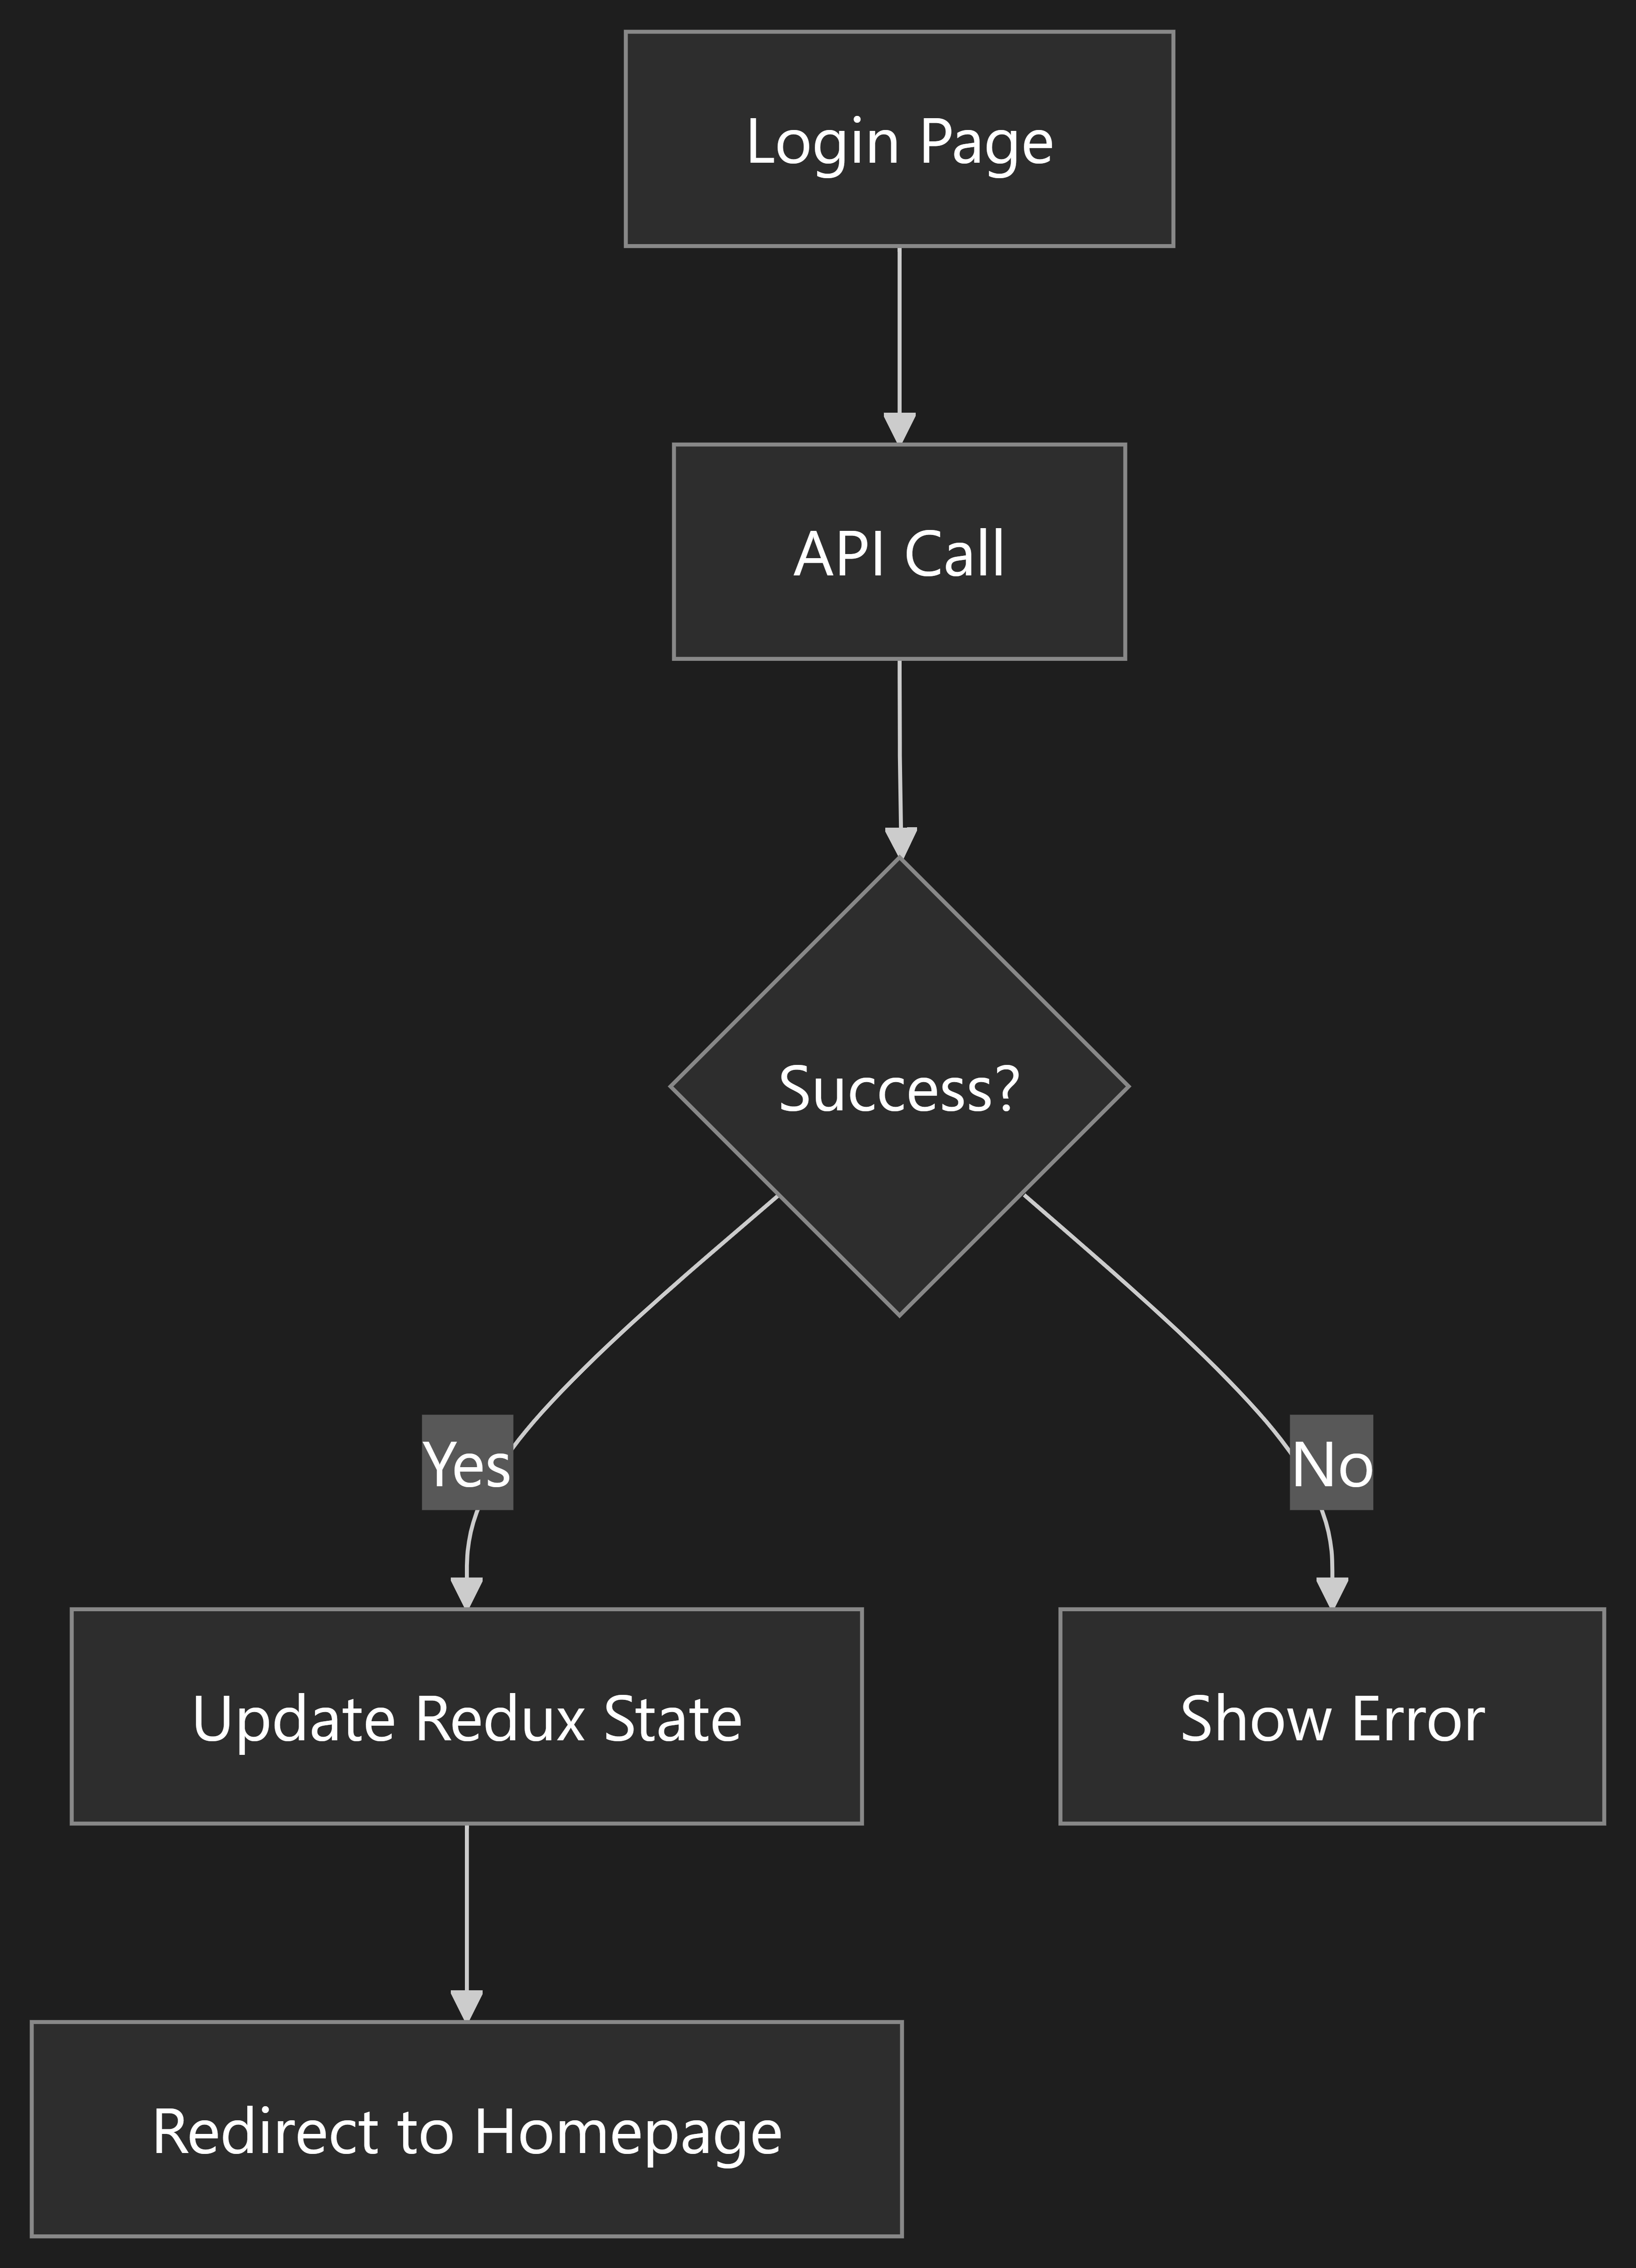 Login Page
API Call
Success?
Yes
No
Update Redux State
Show Error
Redirect to Homepage